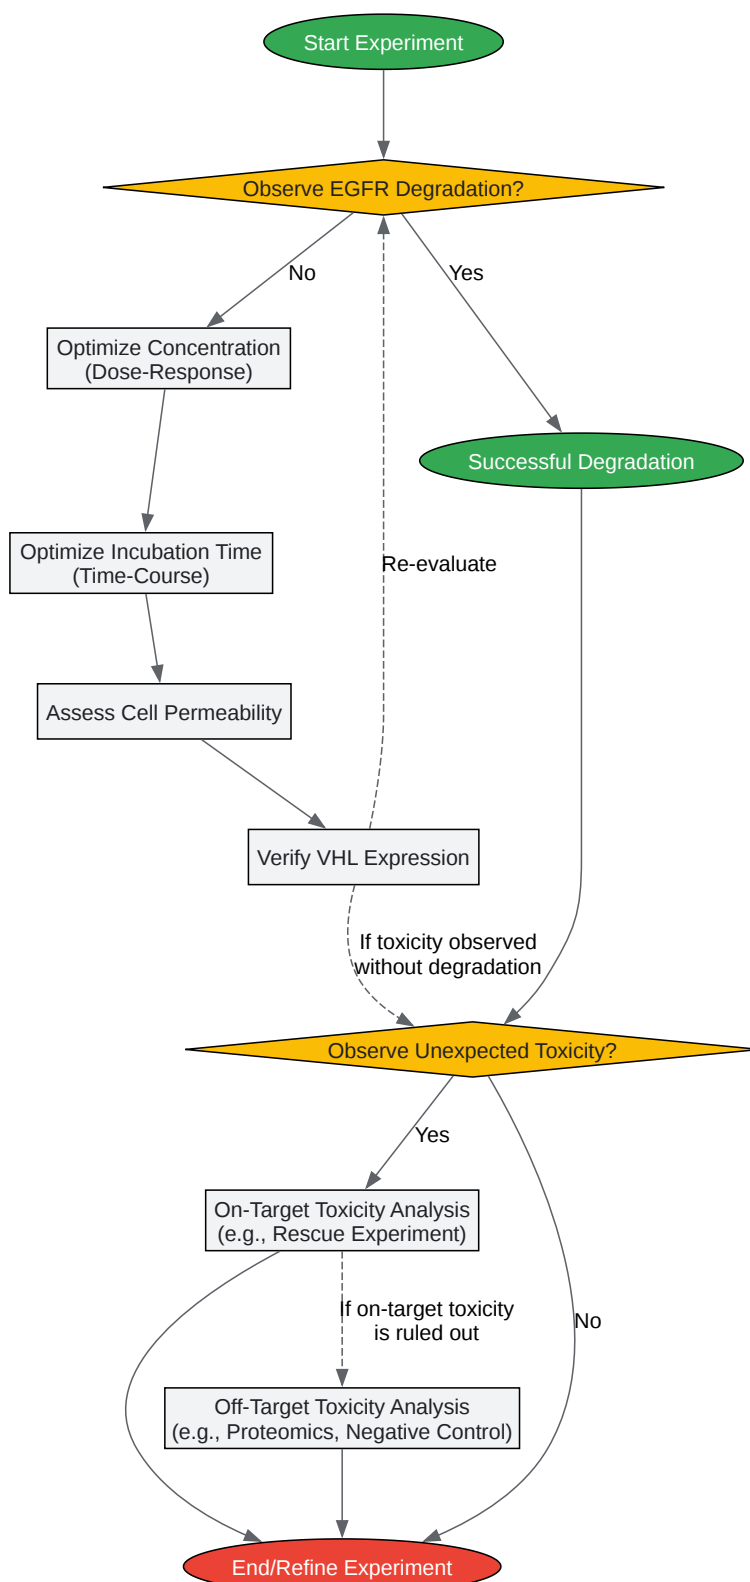 Start Experiment
Observe EGFR Degradation?
No
Yes
Optimize Concentration
(Dose-Response)
Successful Degradation
Optimize Incubation Time
(Time-Course)
Re-evaluate
Assess Cell Permeability
Verify VHL Expression
If toxicity observed
without degradation
Observe Unexpected Toxicity?
Yes
On-Target Toxicity Analysis
(e.g., Rescue Experiment)
If on-target toxicity
is ruled out
No
Off-Target Toxicity Analysis
(e.g., Proteomics, Negative Control)
End/Refine Experiment